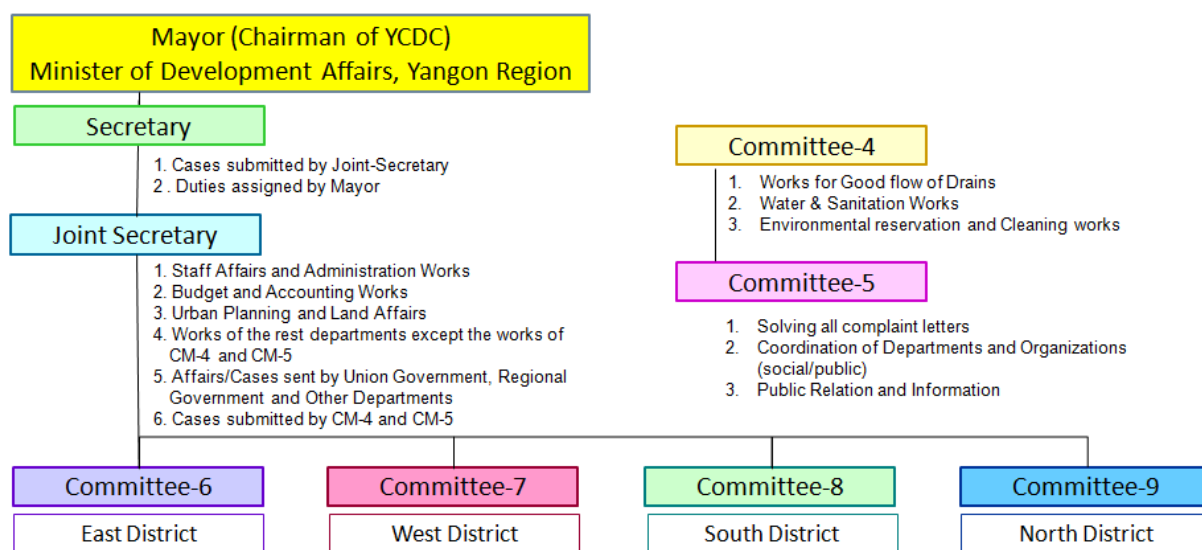 Mayor (Chairman of YCDC)
Minister of Development Affairs, Yangon Region
Secretary
1. Cases submitted by Joint-Secretary
2 . Duties assigned by Mayor
Joint Secretary
1. Staff Affairs and Administration Works
2. Budget and Accounting Works
3. Urban Planning and Land Affairs
4. Works of the rest departments except the works of
CM-4 and CM-5
5. Affairs/Cases sent by Union Government, Regional
Government and Other Departments
6. Cases submitted by CM-4 and CM-5
Committee-4
1. Works for Good flow of Drains
2. Water & Sanitation Works
3. Environmental reservation and Cleaning works
Committee-5
1. Solving all complaint letters
2. Coordination of Departments and Organizations
(social/public)
3. Public Relation and Information
Committee-6
East District
Committee-7
West District
Committee-8
South District
Committee-9
North District